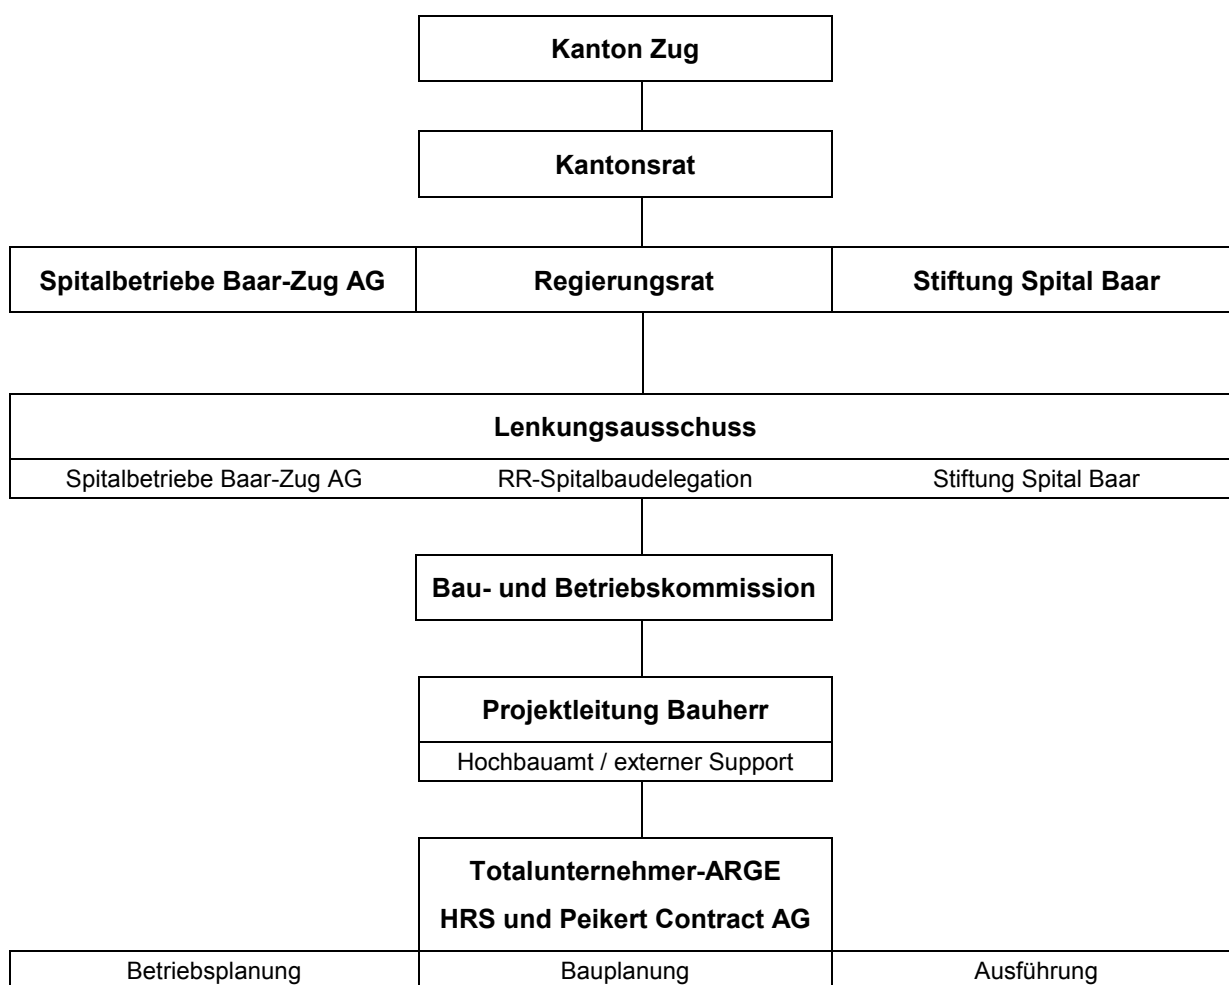 Kanton Zug
Kantonsrat
Spitalbetriebe Baar-Zug AG Regierungsrat Stiftung Spital Baar
Lenkungsausschuss
Spitalbetriebe Baar-Zug AG RR-Spitalbaudelegation Stiftung Spital Baar
Bau- und Betriebskommission
Projektleitung Bauherr
Hochbauamt / externer Support
Totalunternehmer-ARGE
HRS und Peikert Contract AG
Betriebsplanung Bauplanung Ausführung